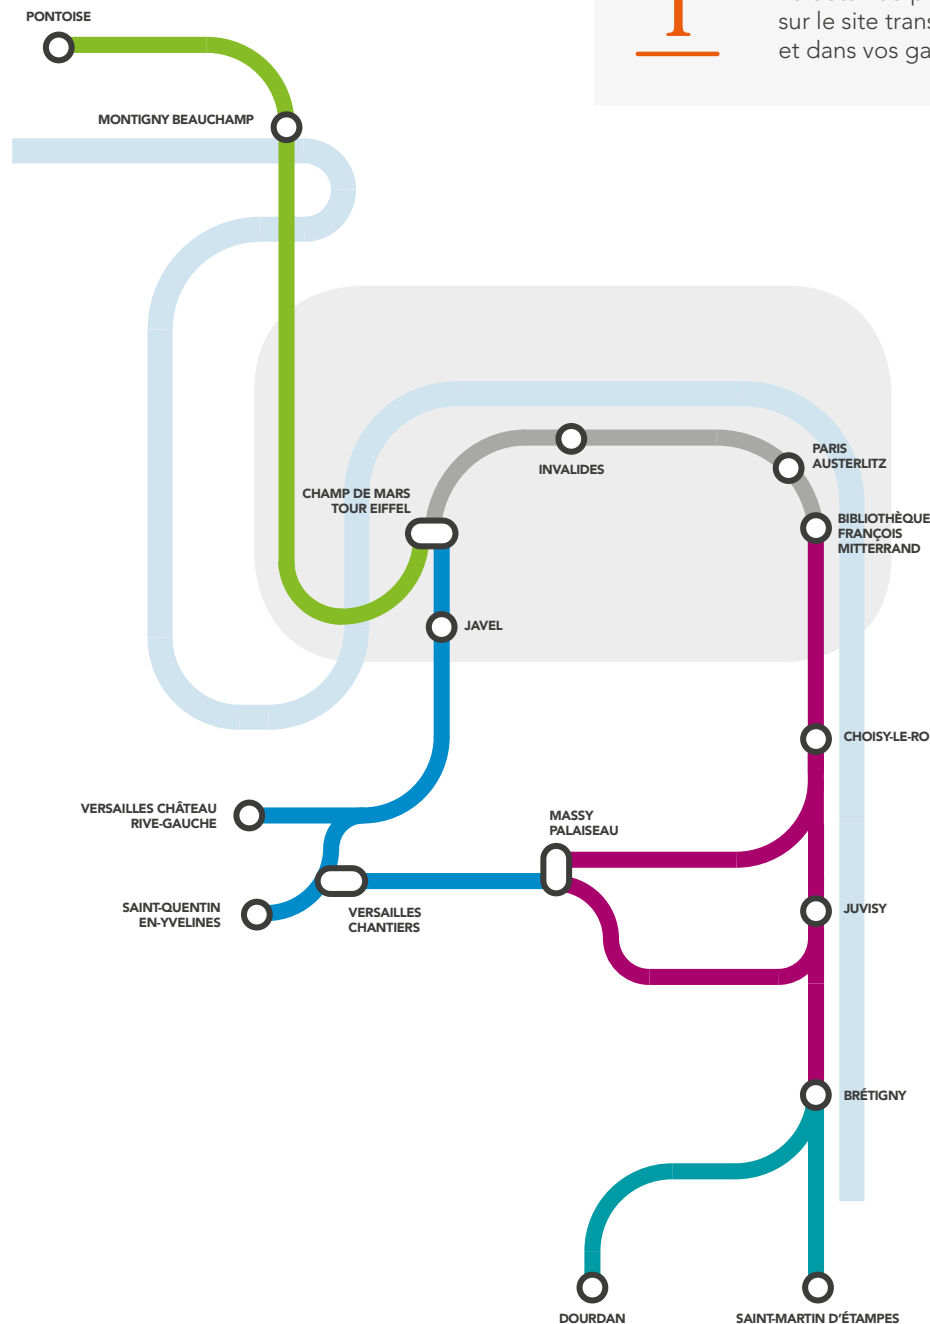 sur le site trans
et dans vos ga
PONTOISE
MONTIGNY BEAUCHAMP
INVALIDES
PARIS
AUSTERLITZ
CHAMP DE MARS
TOUR EIFFEL
BIBLIOTHÈQUE
FRANÇOIS
MITTERRAND
JAVEL
CHOISY-LE-RO
VERSAILLES CHÂTEAU
RIVE-GAUCHE
MASSY
PALAISEAU
SAINT-QUENTIN
EN-YVELINES
VERSAILLES
CHANTIERS
JUVISY
BRÉTIGNY
DOURDAN
SAINT-MARTIN D'ÉTAMPES